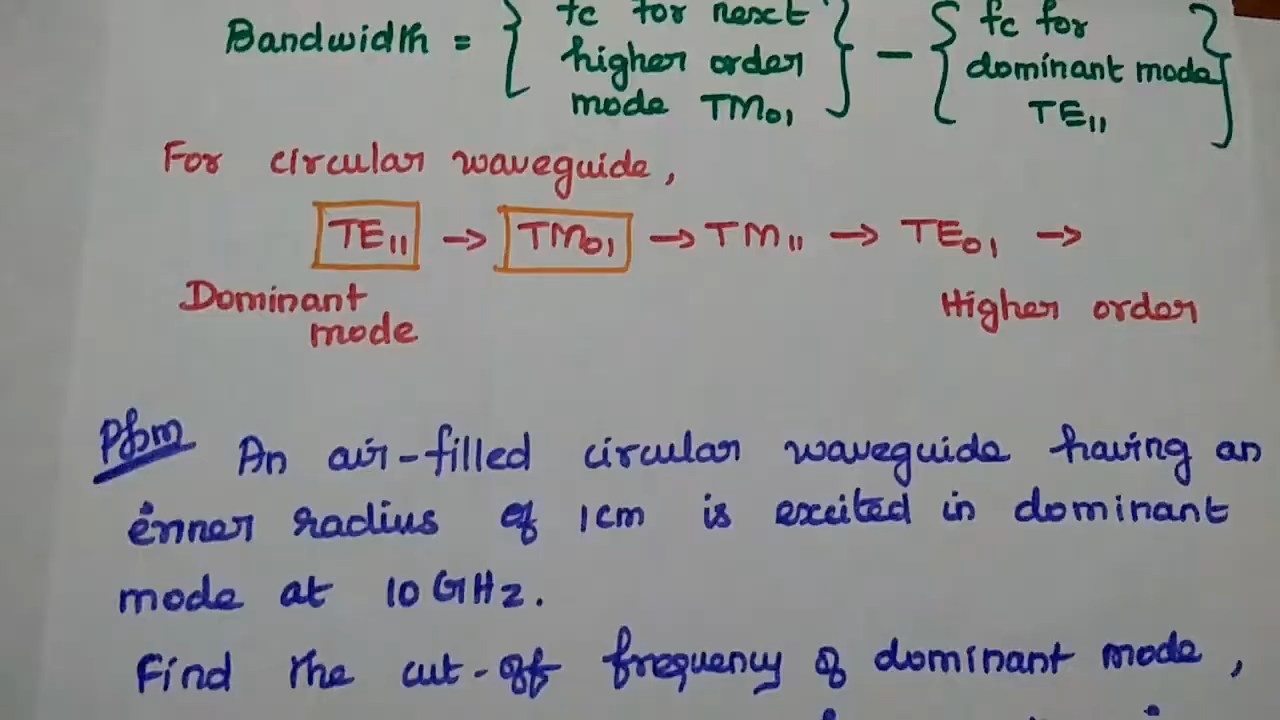 Bandwidth = { fc for next higher order mode TM₀₁ } − { fc for dominant mode TE₁₁ }
For circular waveguide,
TE₁₁ → TM₀₁ → TM₁₁ → TE₀₁ →
Dominant mode
Higher order
Pbm An air-filled circular waveguide having an
inner radius of 1cm is excited in dominant
mode at 10 GHz.
Find the cut-off frequency of dominant mode,